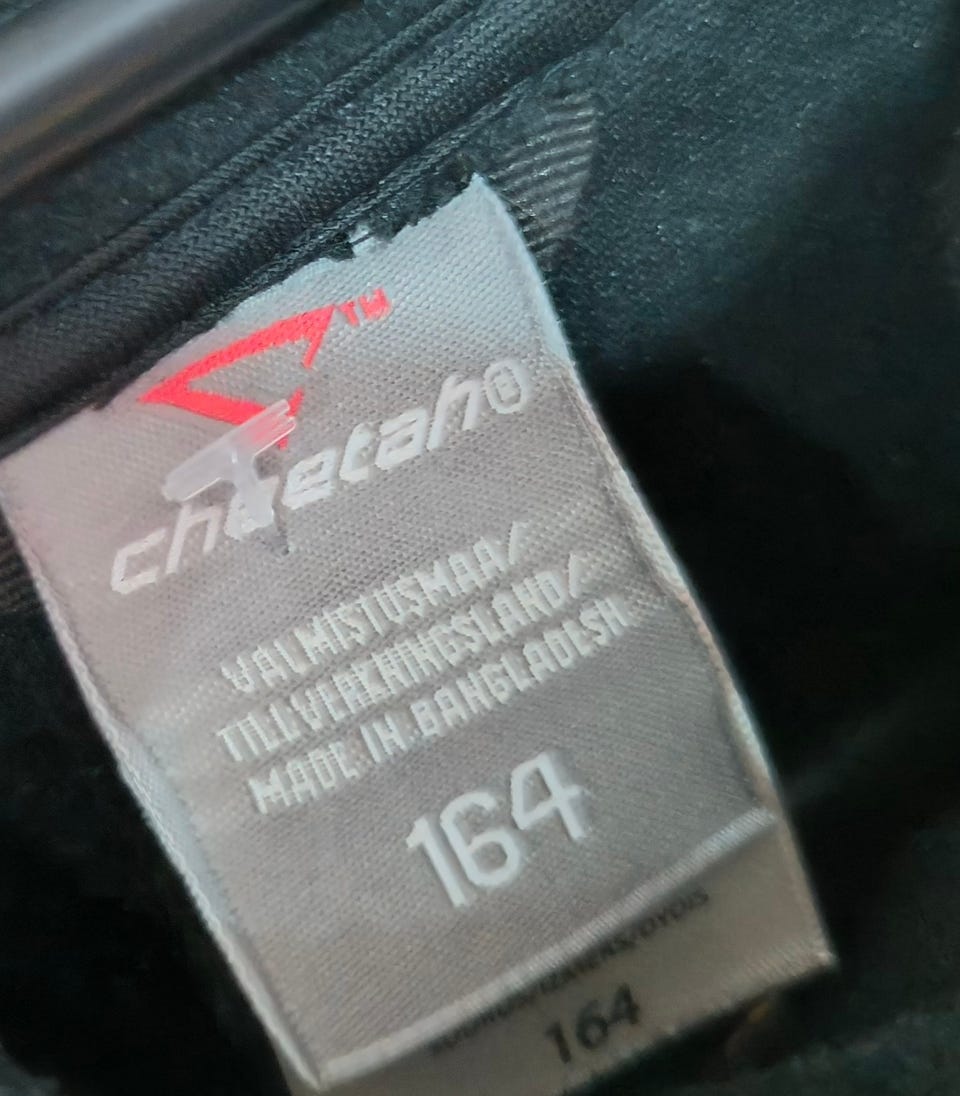 TM
cheetah®
VALMISTUSMAA/
TILLVERKNINGSLAND/
MADE IN BANGLADESH
164
164